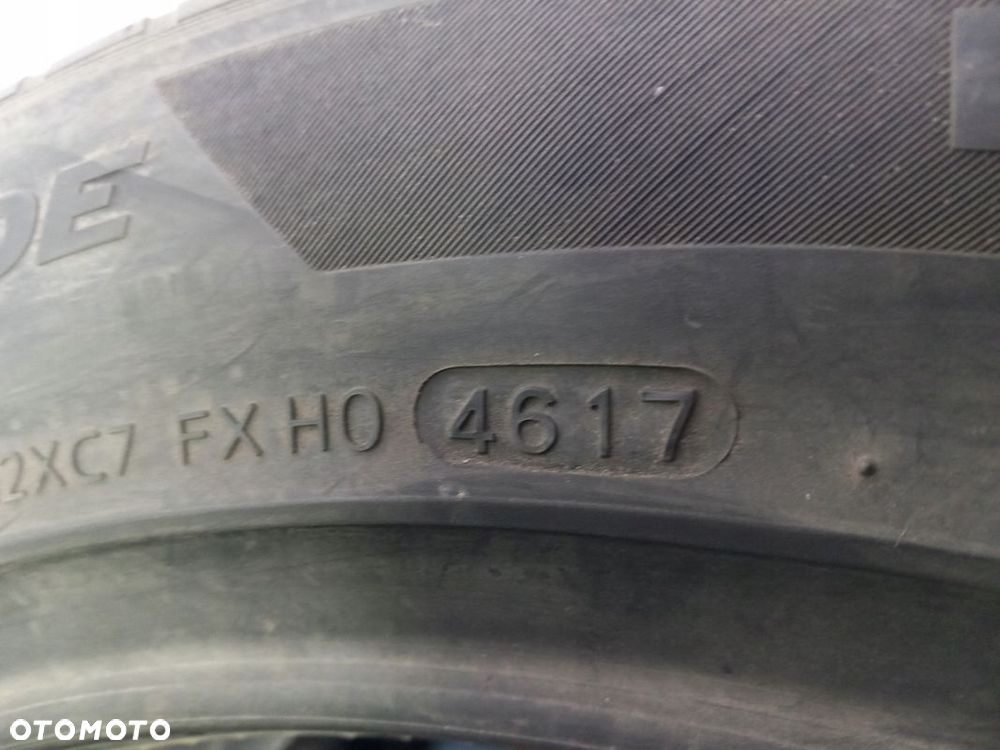 DE
2XC7 FX H0 4617
OTOMOTO